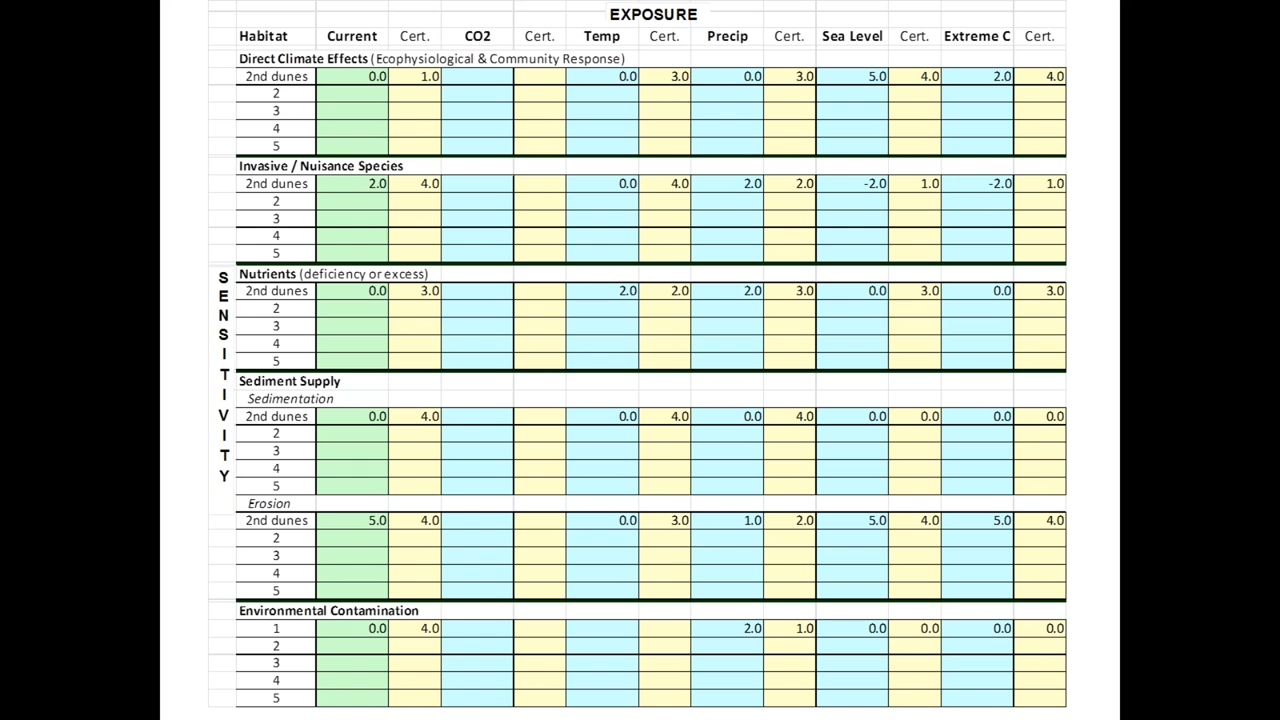 EXPOSURE
Habitat Current Cert. CO2 Cert. Temp Cert. Precip Cert. Sea Level Cert. Extreme C Cert.
Direct Climate Effects (Ecophysiological & Community Response)
2nd dunes 0.0 1.0 0.0 3.0 0.0 3.0 5.0 4.0 2.0 4.0
2
3
4
5
Invasive / Nuisance Species
2nd dunes 2.0 4.0 0.0 4.0 2.0 2.0 -2.0 1.0 -2.0 1.0
2
3
4
5
SENSITIVITY
Nutrients (deficiency or excess)
2nd dunes 0.0 3.0 2.0 2.0 2.0 3.0 0.0 3.0 0.0 3.0
2
3
4
5
Sediment Supply
Sedimentation
2nd dunes 0.0 4.0 0.0 4.0 0.0 4.0 0.0 0.0 0.0 0.0
2
3
4
5
Erosion
2nd dunes 5.0 4.0 0.0 3.0 1.0 2.0 5.0 4.0 5.0 4.0
2
3
4
5
Environmental Contamination
1 0.0 4.0 2.0 1.0 0.0 0.0 0.0 0.0
2
3
4
5